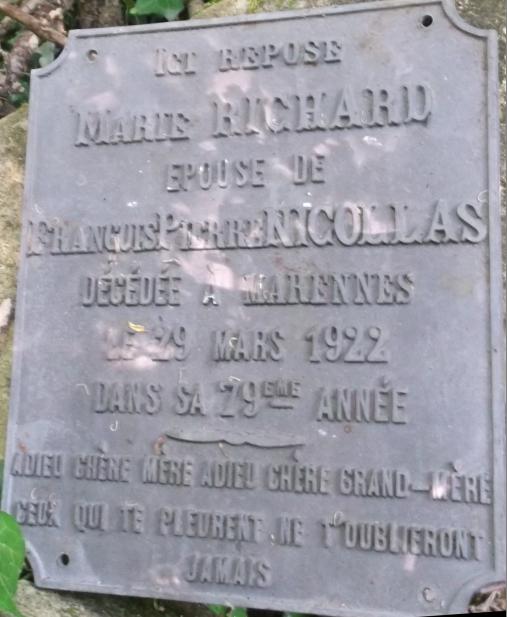 ICI REPOSE
MARIE RICHARD
EPOUSE DE
FRANÇOIS PIERRE NICOLLAS
DÉCÉDÉE À MARENNES
LE 29 MARS 1922
DANS SA 79EME ANNÉE
ADIEU CHÈRE MÈRE ADIEU CHÈRE GRAND-MÈRE
CEUX QUI TE PLEURENT NE T'OUBLIERONT
JAMAIS